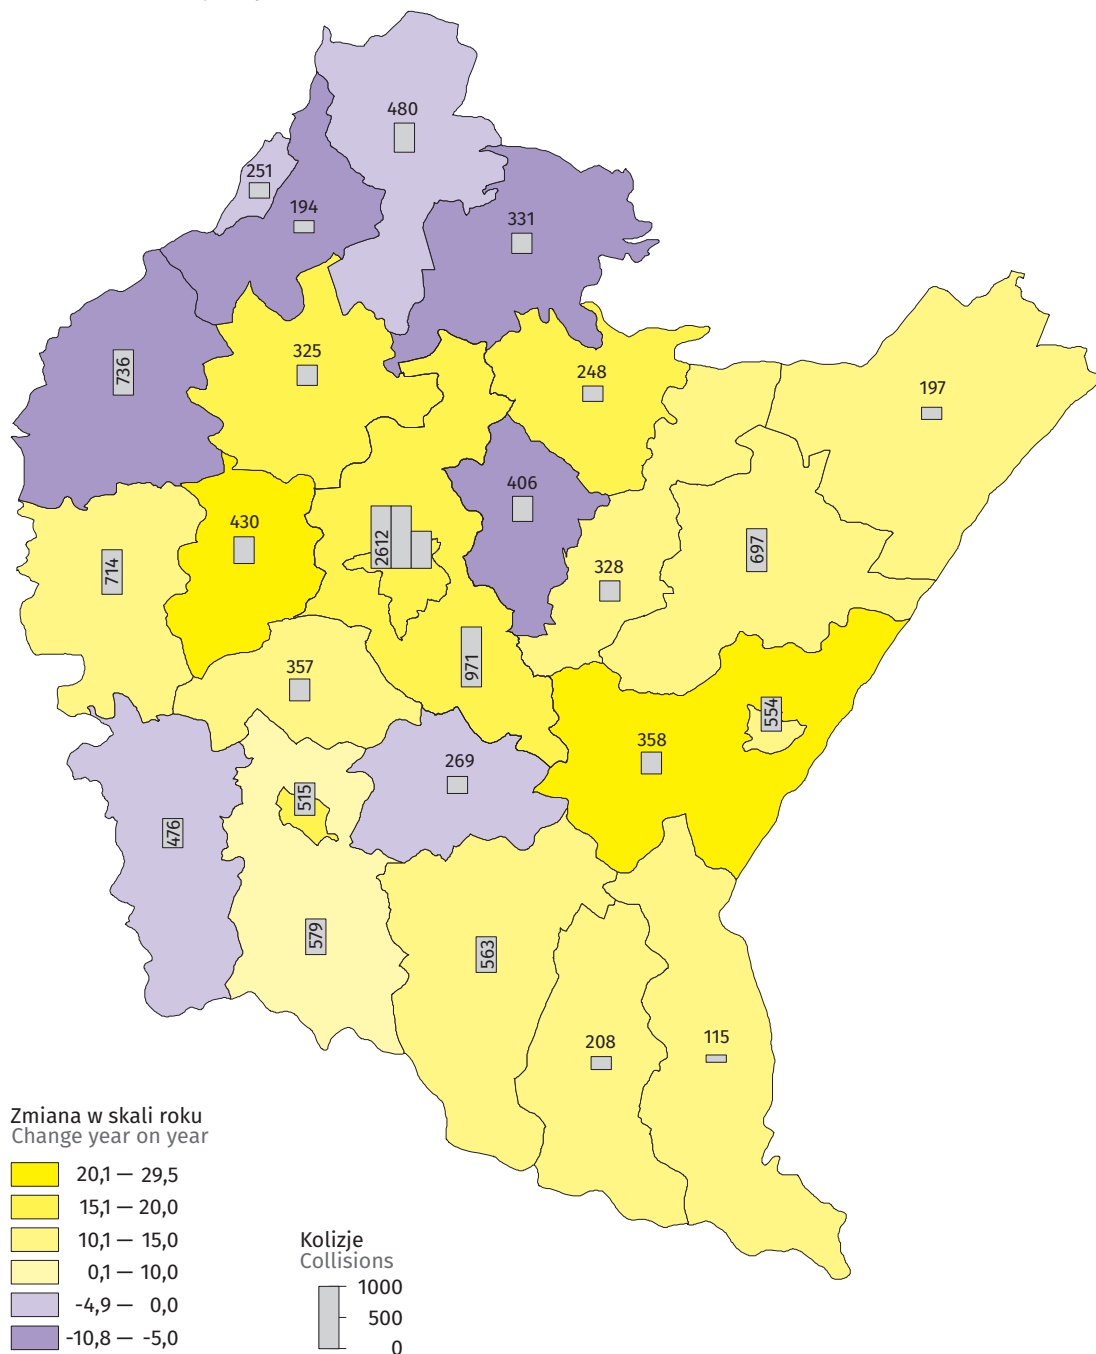 480
251
194
331
325
736
248
197
406
430
2612
714
328
697
357
971
554
358
269
515
476
579
563
208
115
Zmiana w skali roku
Change year on year
20,1 — 29,5
15,1 — 20,0
10,1 — 15,0
0,1 — 10,0
-4,9 — 0,0
-10,8 — -5,0
Kolizje
Collisions
1000
500
0